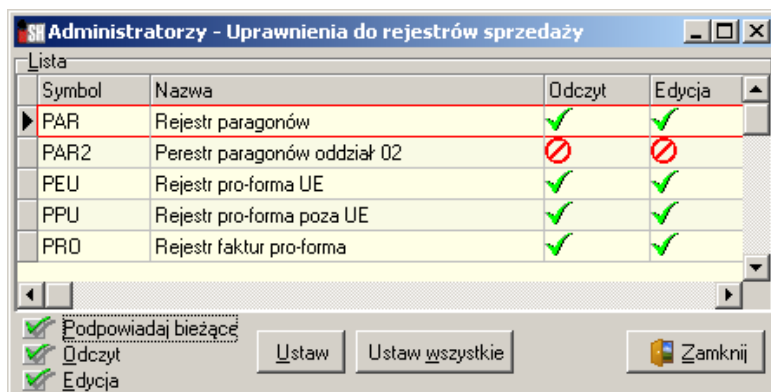 SH Administratorzy - Uprawnienia do rejestrów sprzedaży
Lista
Symbol Nazwa Odczyt Edycja
PAR Rejestr paragonów
PAR2 Perestr paragonów oddział 02
PEU Rejestr pro-forma UE
PPU Rejestr pro-forma poza UE
PRO Rejestr faktur pro-forma
Podpowiadaj bieżące
Odczyt
Edycja
Ustaw Ustaw wszystkie Zamknij